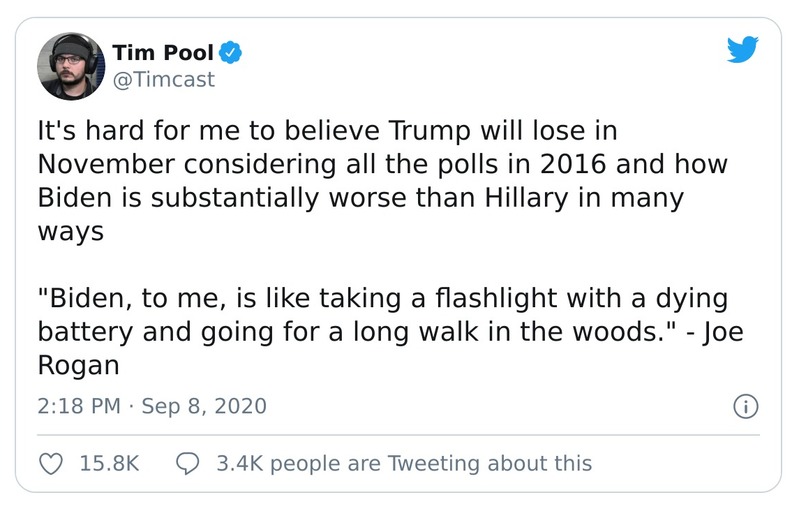 Tim Pool
@Timcast
It's hard for me to believe Trump will lose in
November considering all the polls in 2016 and how
Biden is substantially worse than Hillary in many
ways
"Biden, to me, is like taking a flashlight with a dying
battery and going for a long walk in the woods." - Joe
Rogan
2:18 PM · Sep 8, 2020
15.8K 3.4K people are Tweeting about this